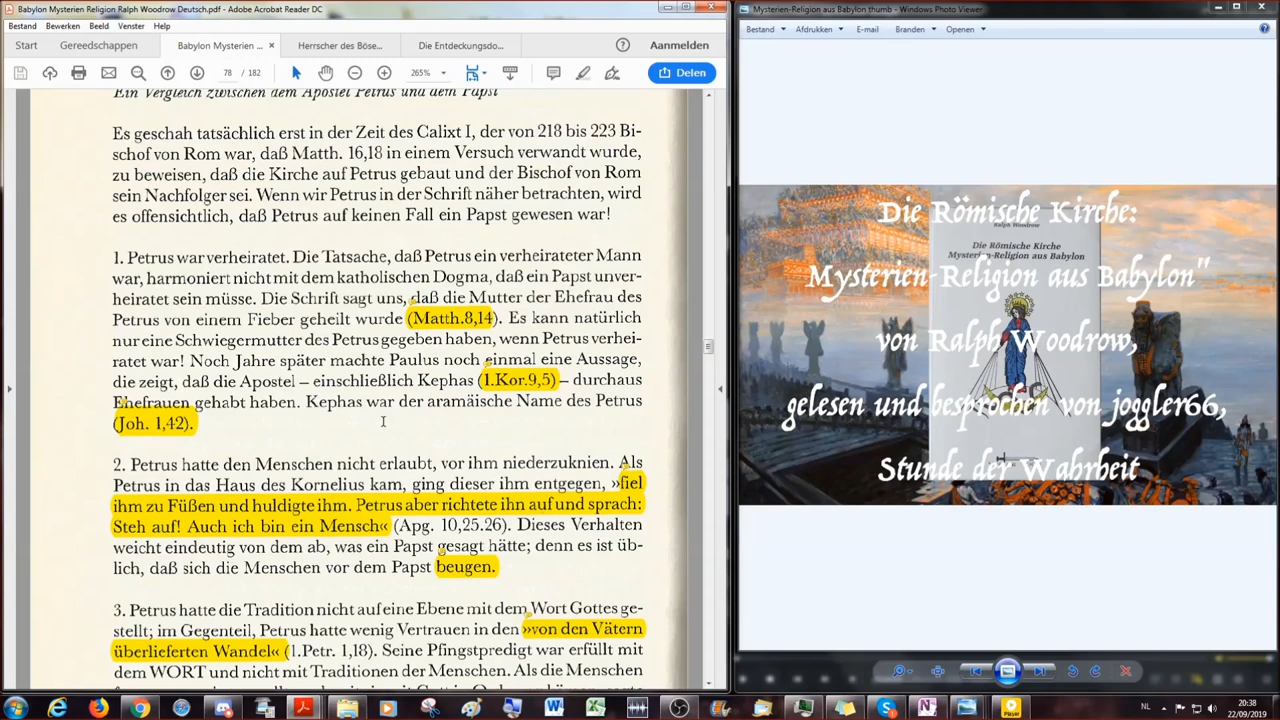 Babylon Mysterien Religion Ralph Woodrow Deutsch.pdf - Adobe Acrobat Reader DC
Bestand Bewerken Beeld Venster Help
Start Gereedschappen Babylon Mysterien ... × Herrscher des Böse... Die Entdeckungsdo... Aanmelden
78 / 182 265% Delen
Ein Vergleich zwischen dem Apostel Petrus und dem Papst
Es geschah tatsächlich erst in der Zeit des Calixt I, der von 218 bis 223 Bi-
schof von Rom war, daß Matth. 16,18 in einem Versuch verwandt wurde,
zu beweisen, daß die Kirche auf Petrus gebaut und der Bischof von Rom
sein Nachfolger sei. Wenn wir Petrus in der Schrift näher betrachten, wird
es offensichtlich, daß Petrus auf keinen Fall ein Papst gewesen war!
1. Petrus war verheiratet. Die Tatsache, daß Petrus ein verheirateter Mann
war, harmoniert nicht mit dem katholischen Dogma, daß ein Papst unver-
heiratet sein müsse. Die Schrift sagt uns, daß die Mutter der Ehefrau des
Petrus von einem Fieber geheilt wurde (Matth.8,14). Es kann natürlich
nur eine Schwiegermutter des Petrus gegeben haben, wenn Petrus verhei-
ratet war! Noch Jahre später machte Paulus noch einmal eine Aussage,
die zeigt, daß die Apostel – einschließlich Kephas (1.Kor.9,5) – durchaus
Ehefrauen gehabt haben. Kephas war der aramäische Name des Petrus
(Joh. 1,42).
2. Petrus hatte den Menschen nicht erlaubt, vor ihm niederzuknien. Als
Petrus in das Haus des Kornelius kam, ging dieser ihm entgegen, »fiel
ihm zu Füßen und huldigte ihm. Petrus aber richtete ihn auf und sprach:
Steh auf! Auch ich bin ein Mensch« (Apg. 10,25.26). Dieses Verhalten
weicht eindeutig von dem ab, was ein Papst gesagt hätte; denn es ist üb-
lich, daß sich die Menschen vor dem Papst beugen.
3. Petrus hatte die Tradition nicht auf eine Ebene mit dem Wort Gottes ge-
stellt; im Gegenteil, Petrus hatte wenig Vertrauen in den »von den Vätern
überlieferten Wandel« (1.Petr. 1,18). Seine Pfingstpredigt war erfüllt mit
dem WORT und nicht mit Traditionen der Menschen. Als die Menschen
Mysterien-Religion aus Babylon thumb - Windows Photo Viewer
Bestand Afdrukken E-mail Branden Openen
Die Römische Kirche:
Mysterien-Religion aus Babylon"
von Ralph Woodrow,
gelesen und besprochen von joggler66,
Stunde der Wahrheit
Ralph Woodrow
Die Römische Kirche
Mysterien-Religion aus Babylon
NL
20:38
22/09/2019